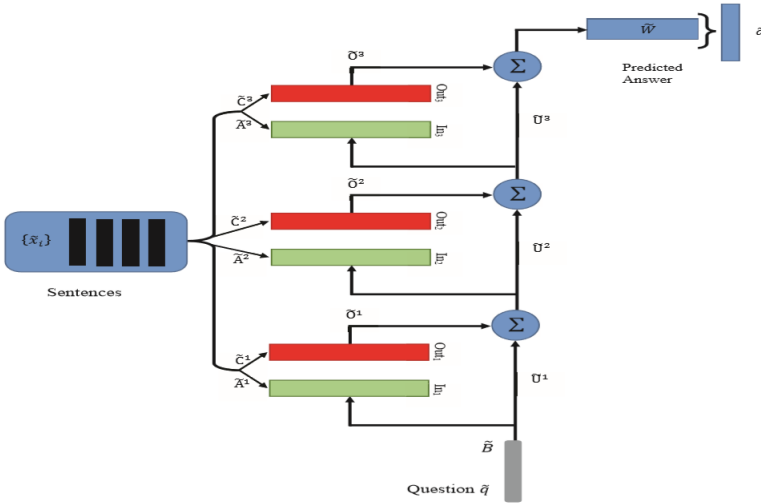 W̃
ã
Predicted
Answer
Õ³
Σ
C̃³
Out₃
Ã³
In₃
Ũ³
Õ²
Σ
C̃²
Out₂
Ã²
In₂
Ũ²
{x̃ᵢ}
Sentences
Õ¹
Σ
C̃¹
Out₁
Ã¹
In₁
Ũ¹
B̃
Question q̃